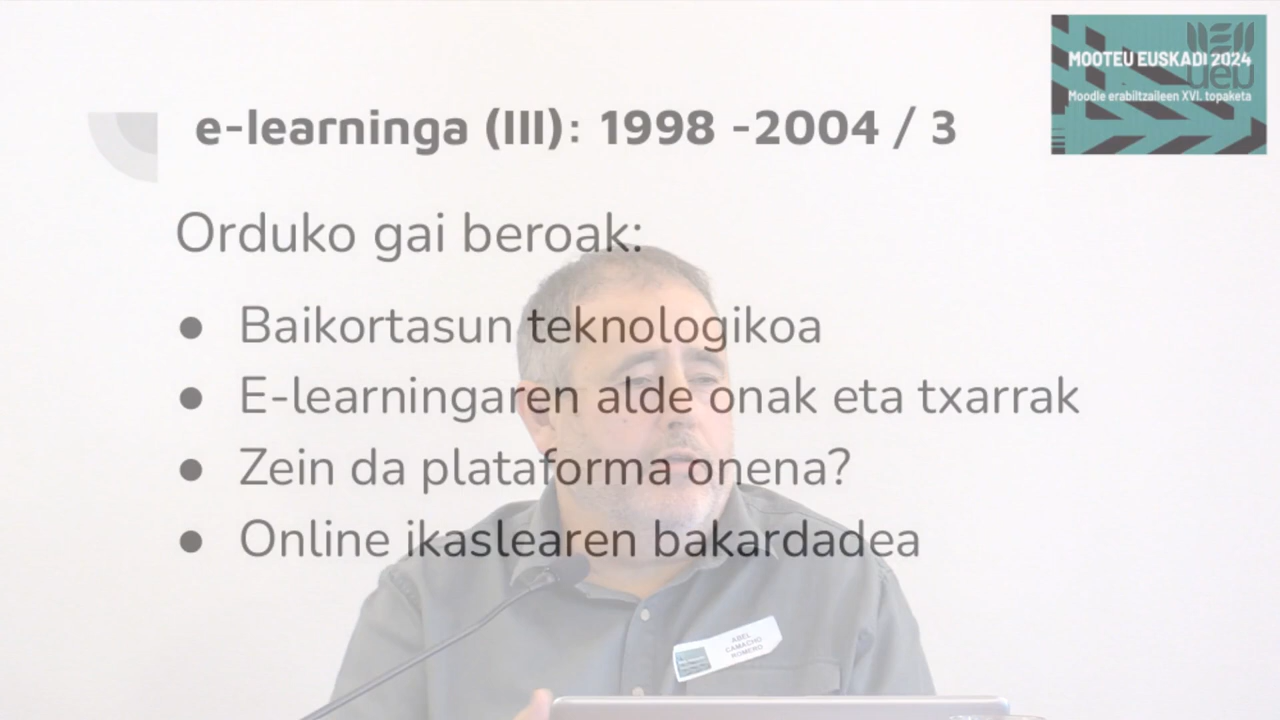 MOOTEU EUSKADI 2024
ueu
Moodle erabiltzaileen XVI. topaketa
e-learninga (III): 1998 -2004 / 3
Orduko gai beroak:
● Baikortasun teknologikoa
● E-learningaren alde onak eta txarrak
● Zein da plataforma onena?
● Online ikaslearen bakardadea
ABEL
CAMACHO
ROMERO